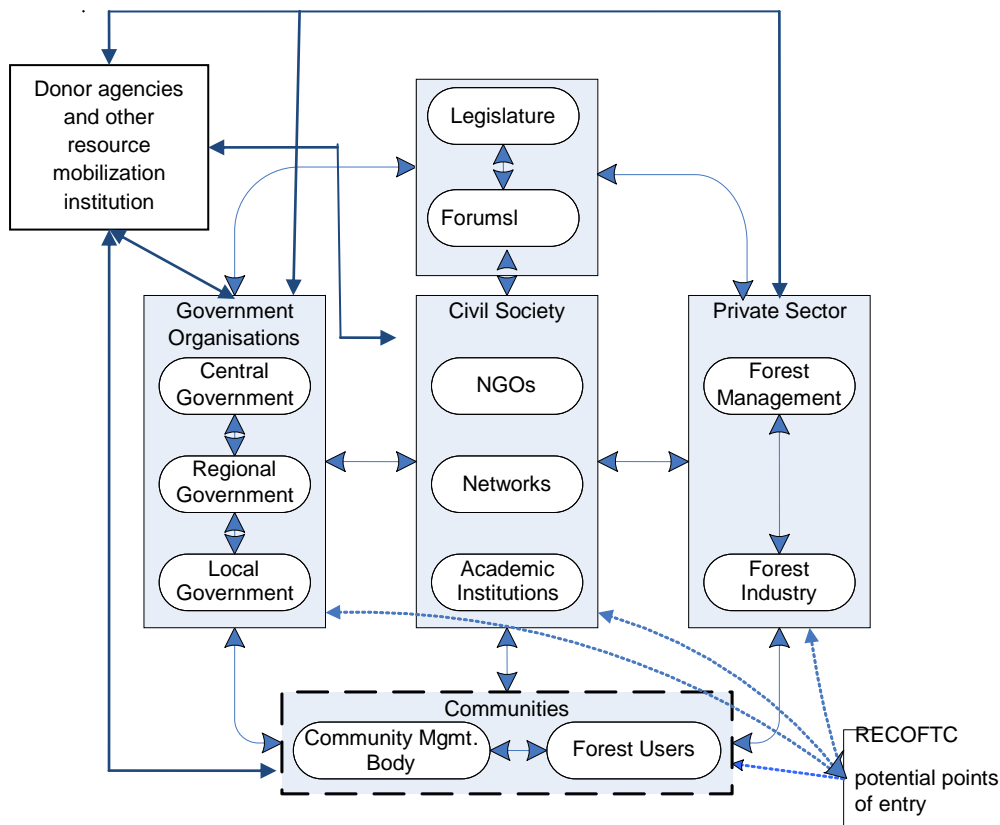 Donor agencies
and other
resource
mobilization
institution
Legislature
Forumsl
Government
Organisations
Central
Government
Regional
Government
Local
Government
Civil Society
NGOs
Networks
Academic
Institutions
Private Sector
Forest
Management
Forest
Industry
Communities
Community Mgmt.
Body
Forest Users
RECOFTC
potential points
of entry